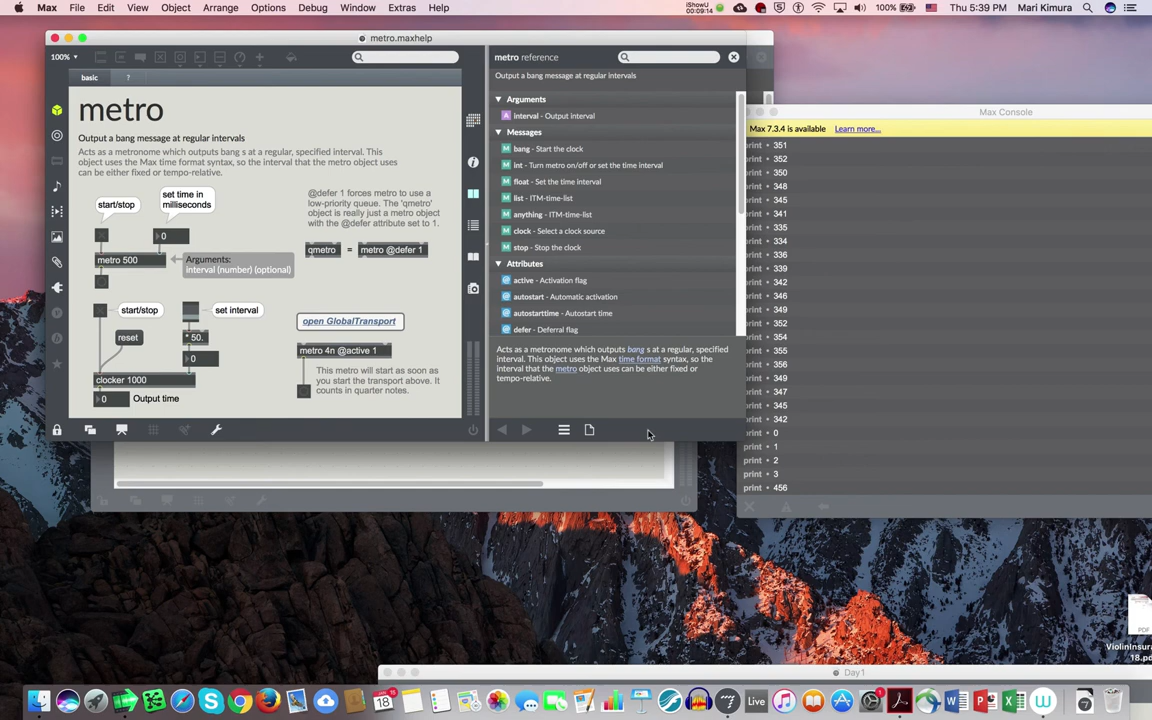 Max File Edit View Object Arrange Options Debug Window Extras Help
iShowU 00:09:14 100% Thu 5:39 PM Mari Kimura
metro.maxhelp
100%
basic ?
metro
Output a bang message at regular intervals
Acts as a metronome which outputs bang s at a regular, specified interval. This
object uses the Max time format syntax, so the interval that the metro object uses can
be either fixed or tempo-relative.
start/stop
set time in
milliseconds
0
metro 500
Arguments:
interval (number) (optional)
@defer 1 forces metro to use a
low-priority queue. The 'qmetro'
object is really just a metro object
with the @defer attribute set to 1.
qmetro = metro @defer 1
start/stop
set interval
reset
* 50.
0
clocker 1000
0 Output time
open GlobalTransport
metro 4n @active 1
This metro will start as soon as
you start the transport above. It
counts in quarter notes.
metro reference
Output a bang message at regular intervals
Arguments
A interval - Output interval
Messages
M bang - Start the clock
M int - Turn metro on/off or set the time interval
M float - Set the time interval
M list - ITM-time-list
M anything - ITM-time-list
M clock - Select a clock source
M stop - Stop the clock
Attributes
@ active - Activation flag
@ autostart - Automatic activation
@ autostarttime - Autostart time
@ defer - Deferral flag
Acts as a metronome which outputs bang s at a regular, specified
interval. This object uses the Max time format syntax, so the
interval that the metro object uses can be either fixed or
tempo-relative.
Max Console
Max 7.3.4 is available Learn more...
print • 351
print • 352
print • 350
print • 348
print • 345
print • 341
print • 335
print • 334
print • 336
print • 339
print • 342
print • 346
print • 349
print • 352
print • 354
print • 355
print • 356
print • 349
print • 347
print • 345
print • 342
print • 0
print • 1
print • 2
print • 3
print • 456
PDF
ViolinInsura
18.pd
Day1
18
Live